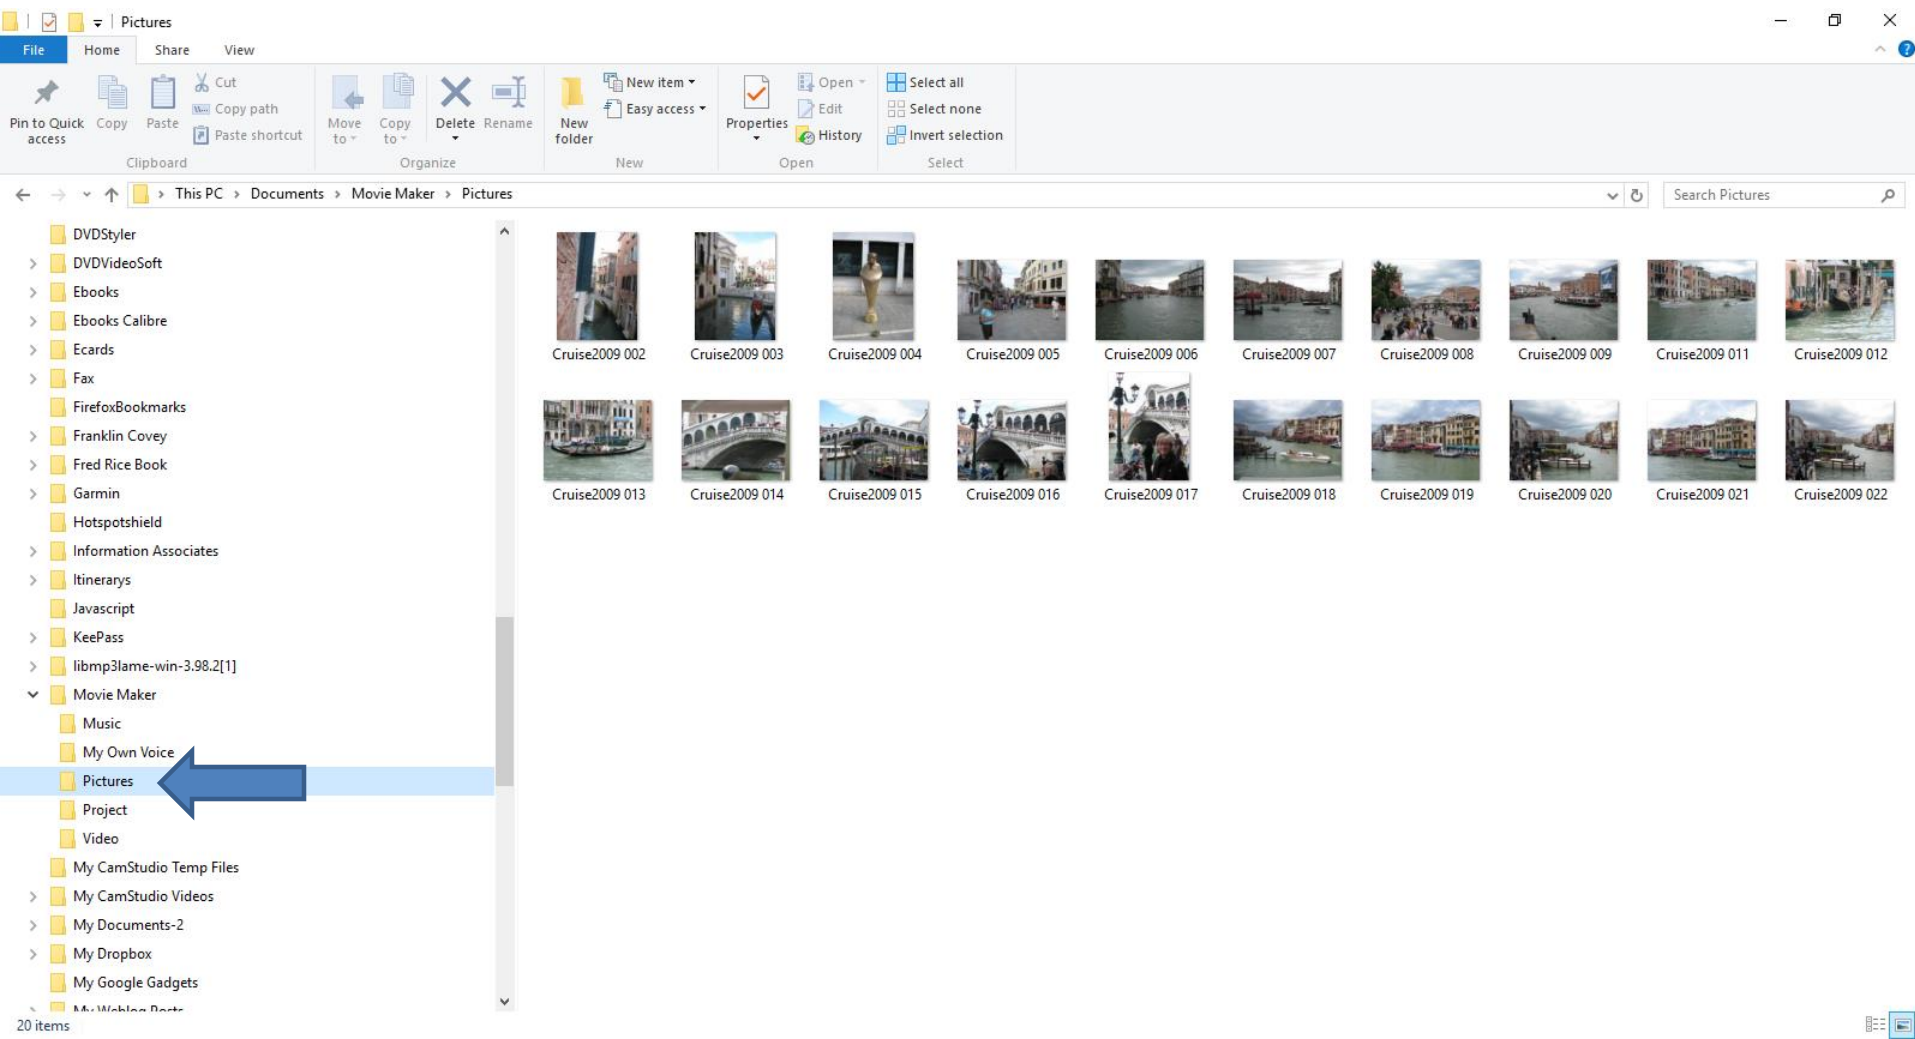 Pictures
File Home Share View
Pin to Quick access
Copy
Paste
Cut
Copy path
Paste shortcut
Clipboard
Move to
Copy to
Delete
Rename
Organize
New folder
New item
Easy access
New
Properties
Open
Edit
History
Open
Select all
Select none
Invert selection
Select
This PC > Documents > Movie Maker > Pictures
Search Pictures
DVDStyler
DVDVideoSoft
Ebooks
Ebooks Calibre
Ecards
Fax
FirefoxBookmarks
Franklin Covey
Fred Rice Book
Garmin
Hotspotshield
Information Associates
Itinerarys
Javascript
KeePass
libmp3lame-win-3.98.2[1]
Movie Maker
Music
My Own Voice
Pictures
Project
Video
My CamStudio Temp Files
My CamStudio Videos
My Documents-2
My Dropbox
My Google Gadgets
My Weblog Posts
Cruise2009 002 Cruise2009 003 Cruise2009 004 Cruise2009 005 Cruise2009 006 Cruise2009 007 Cruise2009 008 Cruise2009 009 Cruise2009 011 Cruise2009 012
Cruise2009 013 Cruise2009 014 Cruise2009 015 Cruise2009 016 Cruise2009 017 Cruise2009 018 Cruise2009 019 Cruise2009 020 Cruise2009 021 Cruise2009 022
20 items